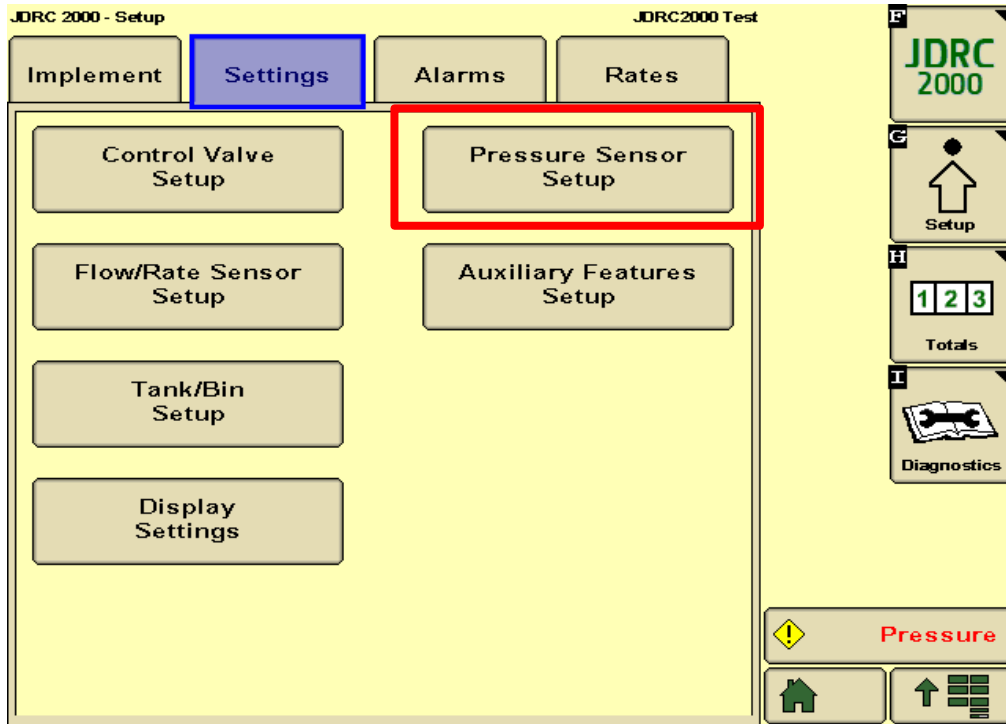 JDRC 2000 - Setup
JDRC2000 Test
Implement
Settings
Alarms
Rates
Control Valve
Setup
Pressure Sensor
Setup
Flow/Rate Sensor
Setup
Auxiliary Features
Setup
Tank/Bin
Setup
Display
Settings
F
JDRC
2000
G
Setup
H
1 2 3
Totals
I
Diagnostics
Pressure